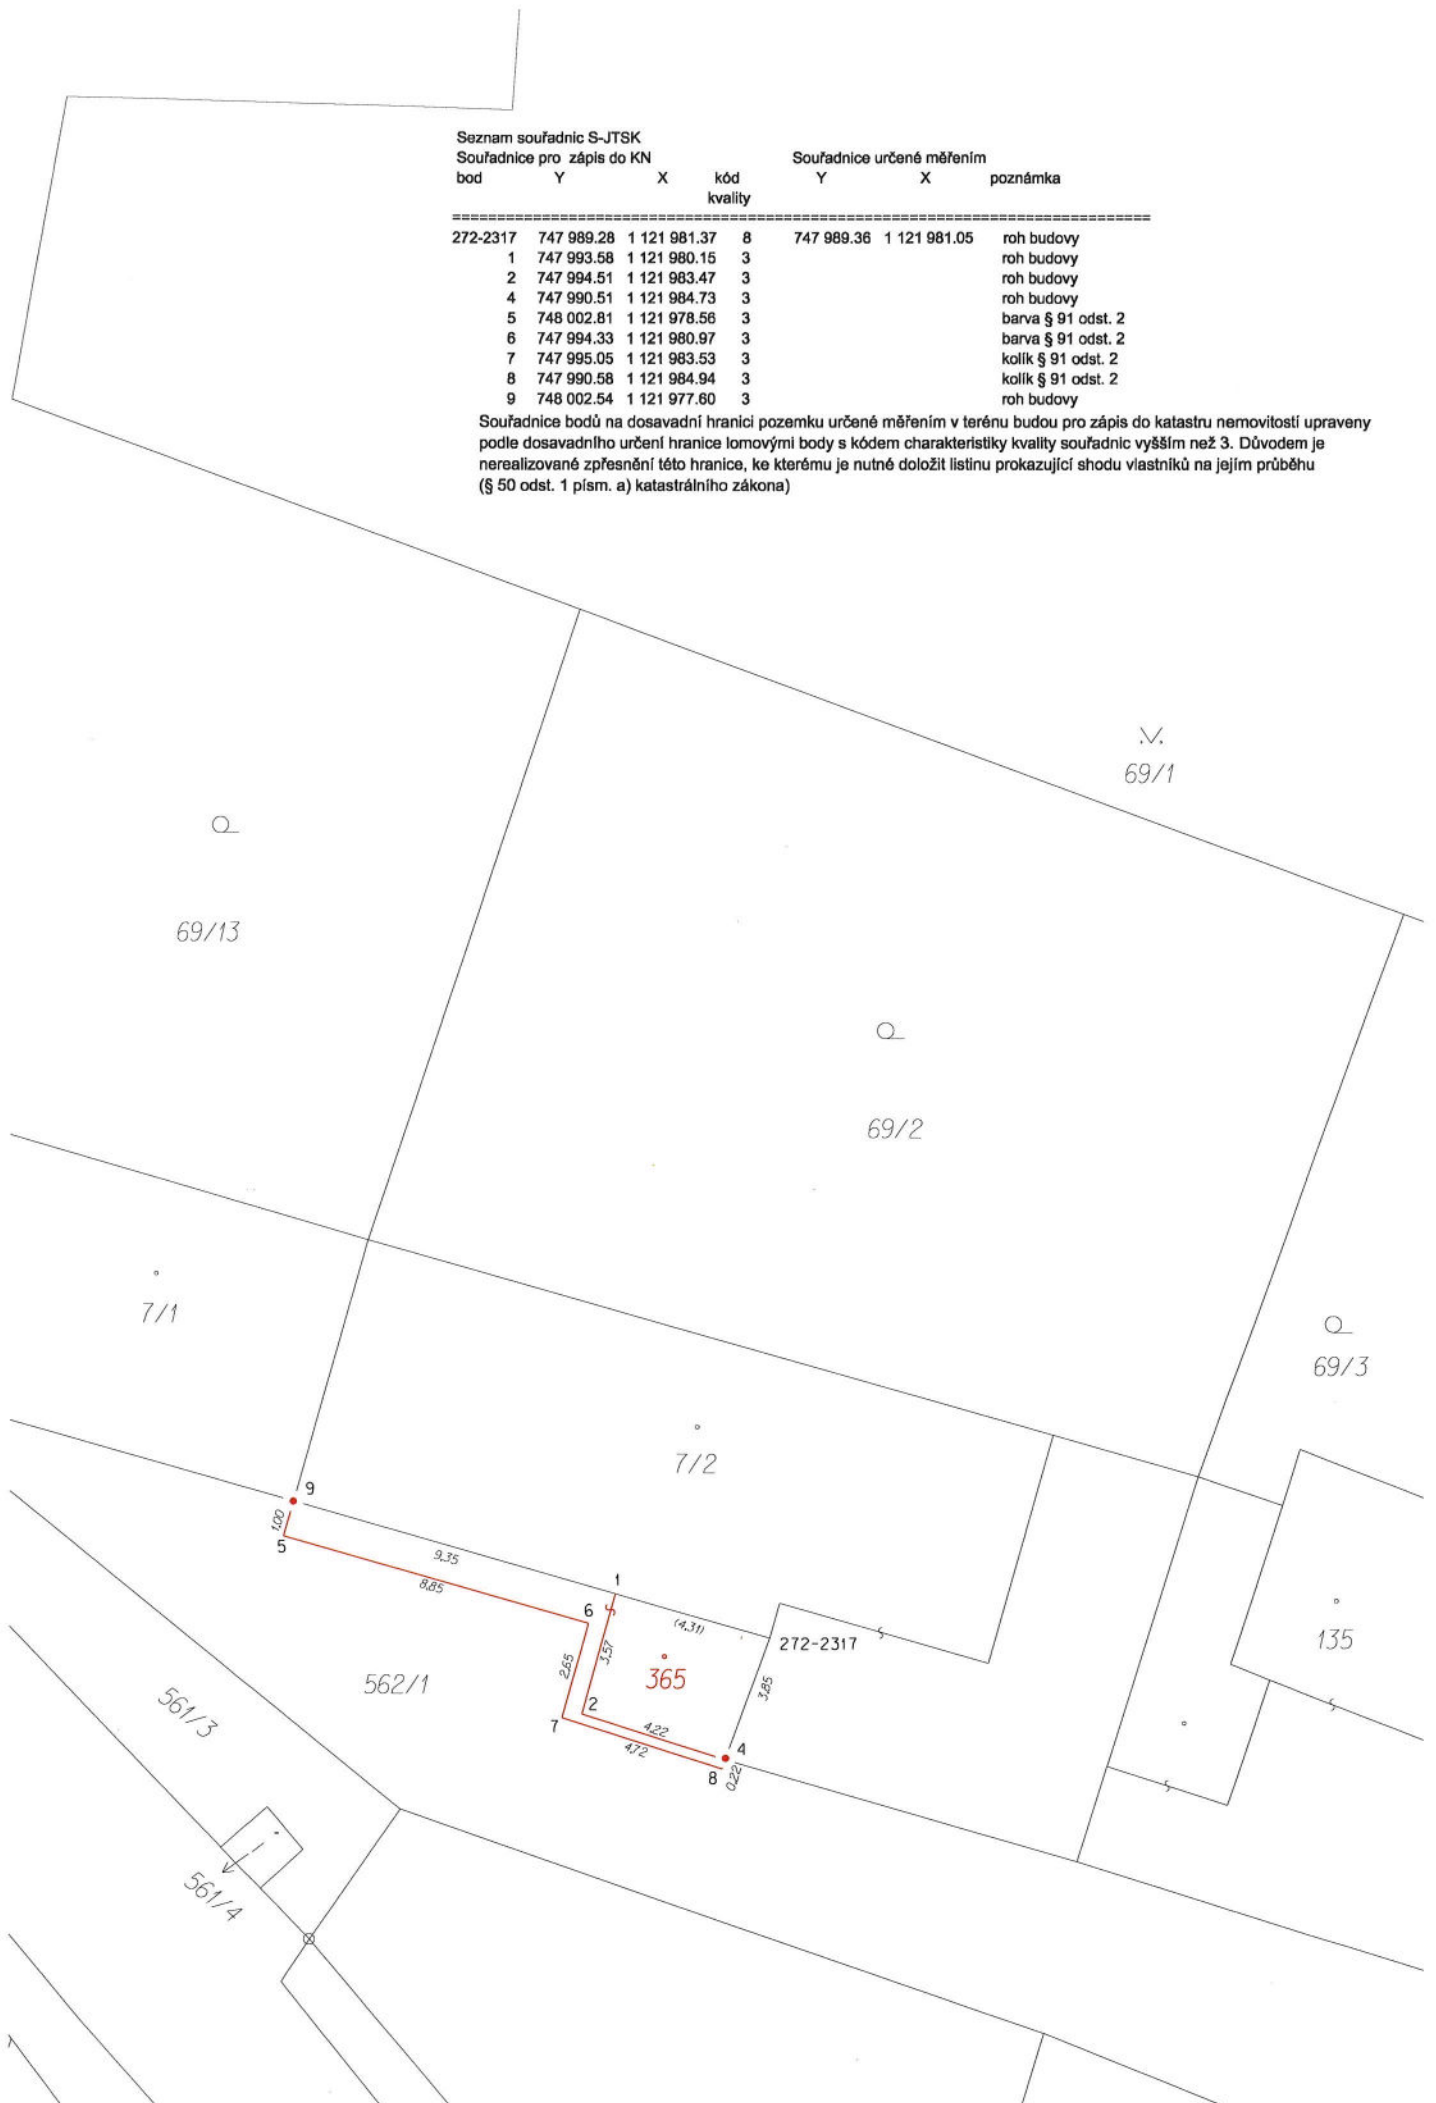 Seznam souřadnic S-JTSK
Souřadnice pro zápis do KN Souřadnice určené měřením
bod Y X kód Y X poznámka
kvality
272-2317 747 989.28 1 121 981.37 8 747 989.36 1 121 981.05 roh budovy
1 747 993.58 1 121 980.15 3 roh budovy
2 747 994.51 1 121 983.47 3 roh budovy
4 747 990.51 1 121 984.73 3 roh budovy
5 748 002.81 1 121 978.56 3 barva § 91 odst. 2
6 747 994.33 1 121 980.97 3 barva § 91 odst. 2
7 747 995.05 1 121 983.53 3 kolík § 91 odst. 2
8 747 990.58 1 121 984.94 3 kolík § 91 odst. 2
9 748 002.54 1 121 977.60 3 roh budovy
Souřadnice bodů na dosavadní hranici pozemku určené měřením v terénu budou pro zápis do katastru nemovitostí upraveny
podle dosavadního určení hranice lomovými body s kódem charakteristiky kvality souřadnic vyšším než 3. Důvodem je
nerealizované zpřesnění této hranice, ke kterému je nutné doložit listinu prokazující shodu vlastníků na jejím průběhu
(§ 50 odst. 1 písm. a) katastrálního zákona)
69/1
69/13
69/2
7/1
69/3
7/2
9
1.00
5
9.35
8.85
1
6
(4.31)
272-2317
135
3.57
2.65
365
3.85
562/1
561/3
2
7
4.22
4.72
4
8
0.22
561/4